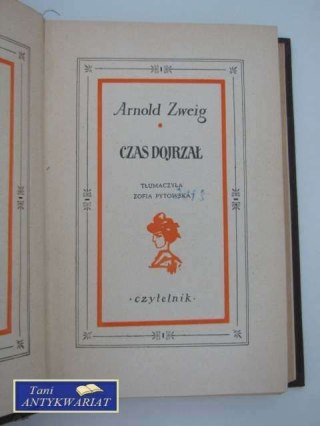 Arnold Zweig
CZAS DOJRZAŁ
TŁUMACZYŁA
ZOFIA PYTOWSKA
·czytelnik·
Tani
ANTYKWARIAT